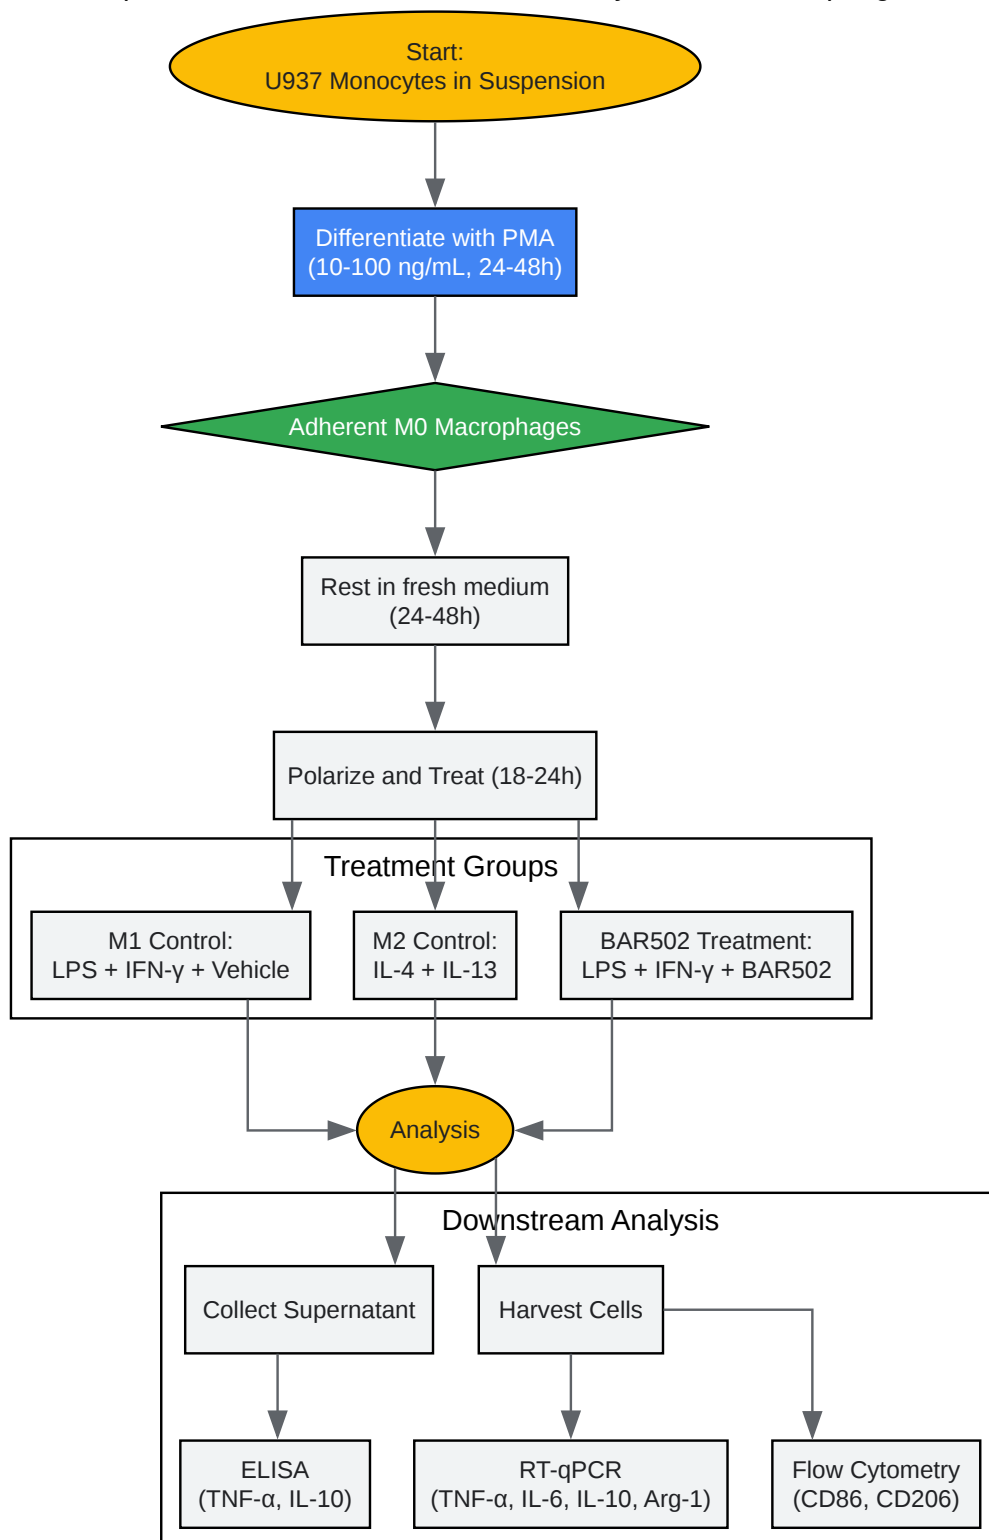 Start:
U937 Monocytes in Suspension
Differentiate with PMA
(10-100 ng/mL, 24-48h)
Adherent M0 Macrophages
Rest in fresh medium
(24-48h)
Polarize and Treat (18-24h)
Treatment Groups
M1 Control:
LPS + IFN-γ + Vehicle
M2 Control:
IL-4 + IL-13
BAR502 Treatment:
LPS + IFN-γ + BAR502
Analysis
Downstream Analysis
Collect Supernatant
Harvest Cells
ELISA
(TNF-α, IL-10)
RT-qPCR
(TNF-α, IL-6, IL-10, Arg-1)
Flow Cytometry
(CD86, CD206)